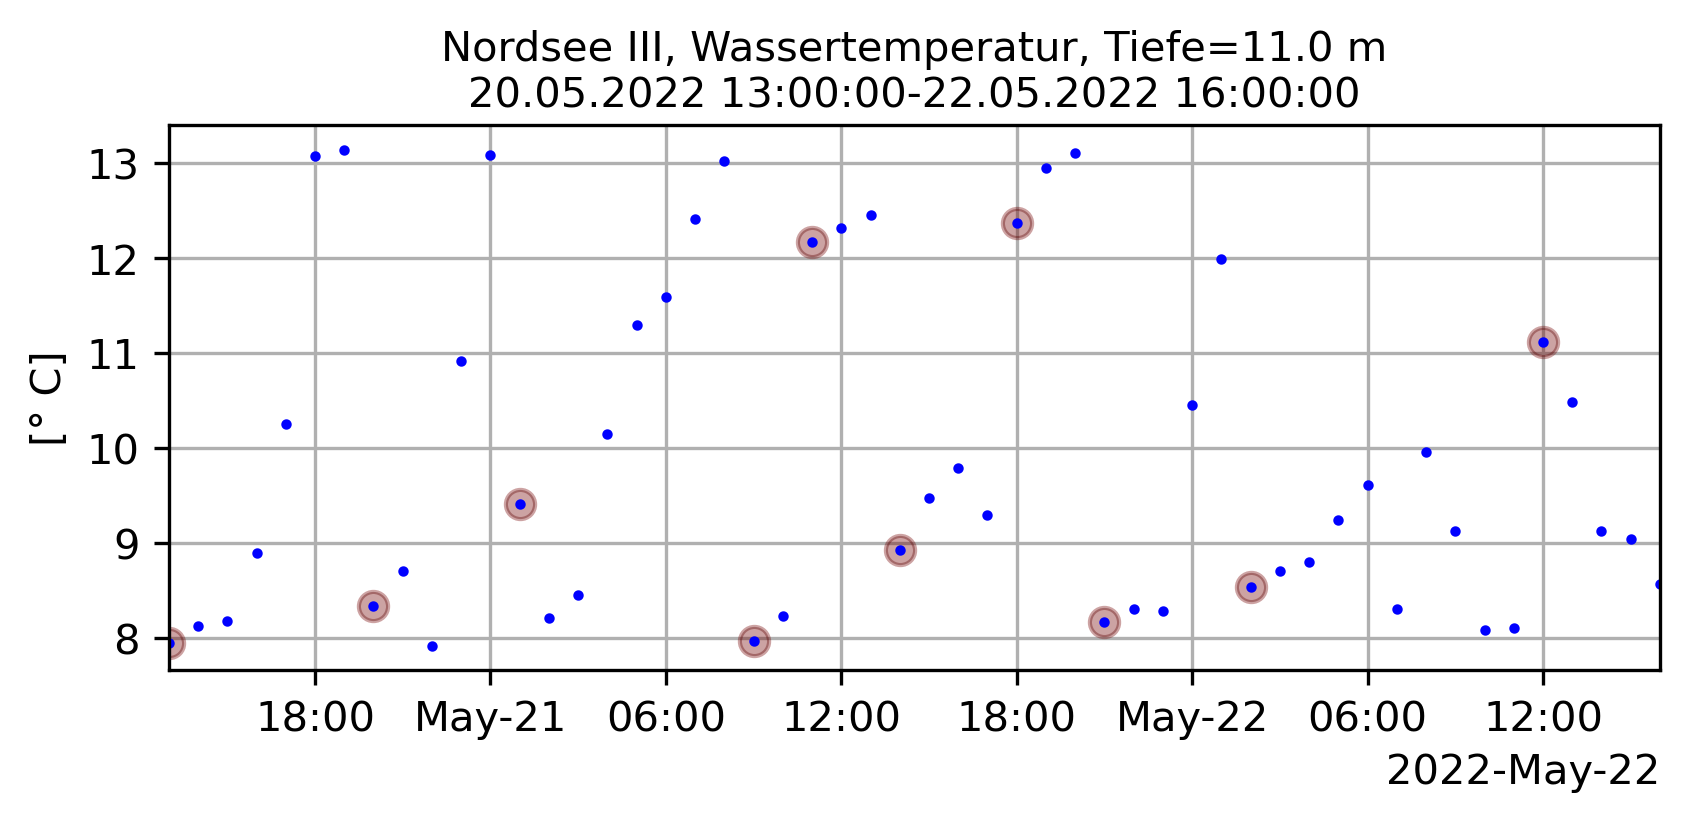 Nordsee III, Wassertemperatur, Tiefe=11.0 m
20.05.2022 13:00:00-22.05.2022 16:00:00
13
12
11
10
9
8
[° C]
18:00 May-21 06:00 12:00 18:00 May-22 06:00 12:00
2022-May-22